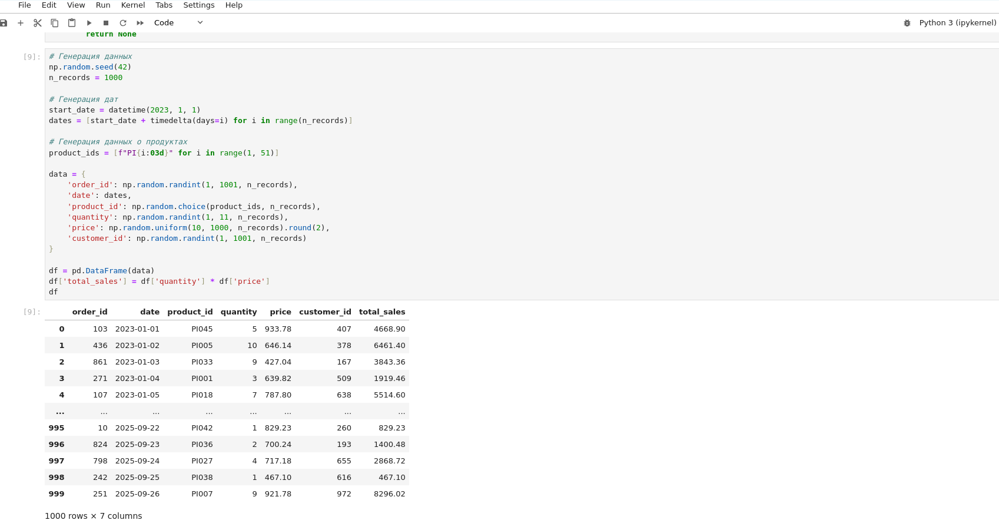 File Edit View Run Kernel Tabs Settings Help
Code Python 3 (ipykernel)
return None
[9]:
# Генерация данных
np.random.seed(42)
n_records = 1000
# Генерация дат
start_date = datetime(2023, 1, 1)
dates = [start_date + timedelta(days=i) for i in range(n_records)]
# Генерация данных о продуктах
product_ids = [f"PI{i:03d}" for i in range(1, 51)]
data = {
    'order_id': np.random.randint(1, 1001, n_records),
    'date': dates,
    'product_id': np.random.choice(product_ids, n_records),
    'quantity': np.random.randint(1, 11, n_records),
    'price': np.random.uniform(10, 1000, n_records).round(2),
    'customer_id': np.random.randint(1, 1001, n_records)
}
df = pd.DataFrame(data)
df['total_sales'] = df['quantity'] * df['price']
df
[9]:
order_id date product_id quantity price customer_id total_sales
0 103 2023-01-01 PI045 5 933.78 407 4668.90
1 436 2023-01-02 PI005 10 646.14 378 6461.40
2 861 2023-01-03 PI033 9 427.04 167 3843.36
3 271 2023-01-04 PI001 3 639.82 509 1919.46
4 107 2023-01-05 PI018 7 787.80 638 5514.60
... ... ... ... ... ... ... ...
995 10 2025-09-22 PI042 1 829.23 260 829.23
996 824 2025-09-23 PI036 2 700.24 193 1400.48
997 798 2025-09-24 PI027 4 717.18 655 2868.72
998 242 2025-09-25 PI038 1 467.10 616 467.10
999 251 2025-09-26 PI007 9 921.78 972 8296.02
1000 rows × 7 columns